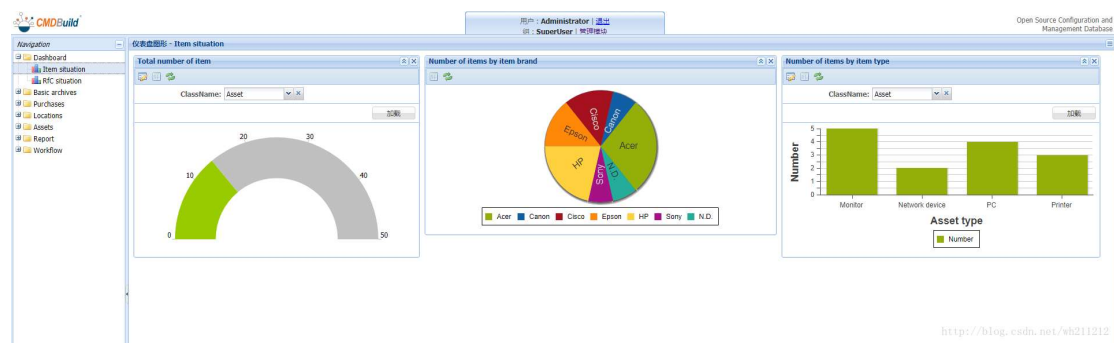 CMDBuild
用户 : Administrator | 退出
组 : SuperUser | 管理模块
Open Source Configuration and
Management Database
Navigation
Dashboard
Item situation
RfC situation
Basic archives
Purchases
Locations
Assets
Report
Workflow
仪表盘图形 - Item situation
Total number of item
ClassName: Asset
加载
0
10
20
30
40
50
Number of items by item brand
Cisco
Canon
Epson
Acer
HP
Sony
N.D.
Acer Canon Cisco Epson HP Sony N.D.
Number of items by item type
ClassName: Asset
加载
Number
5
4
3
2
1
0
Monitor Network device PC Printer
Asset type
Number
http://blog.csdn.net/wh211212